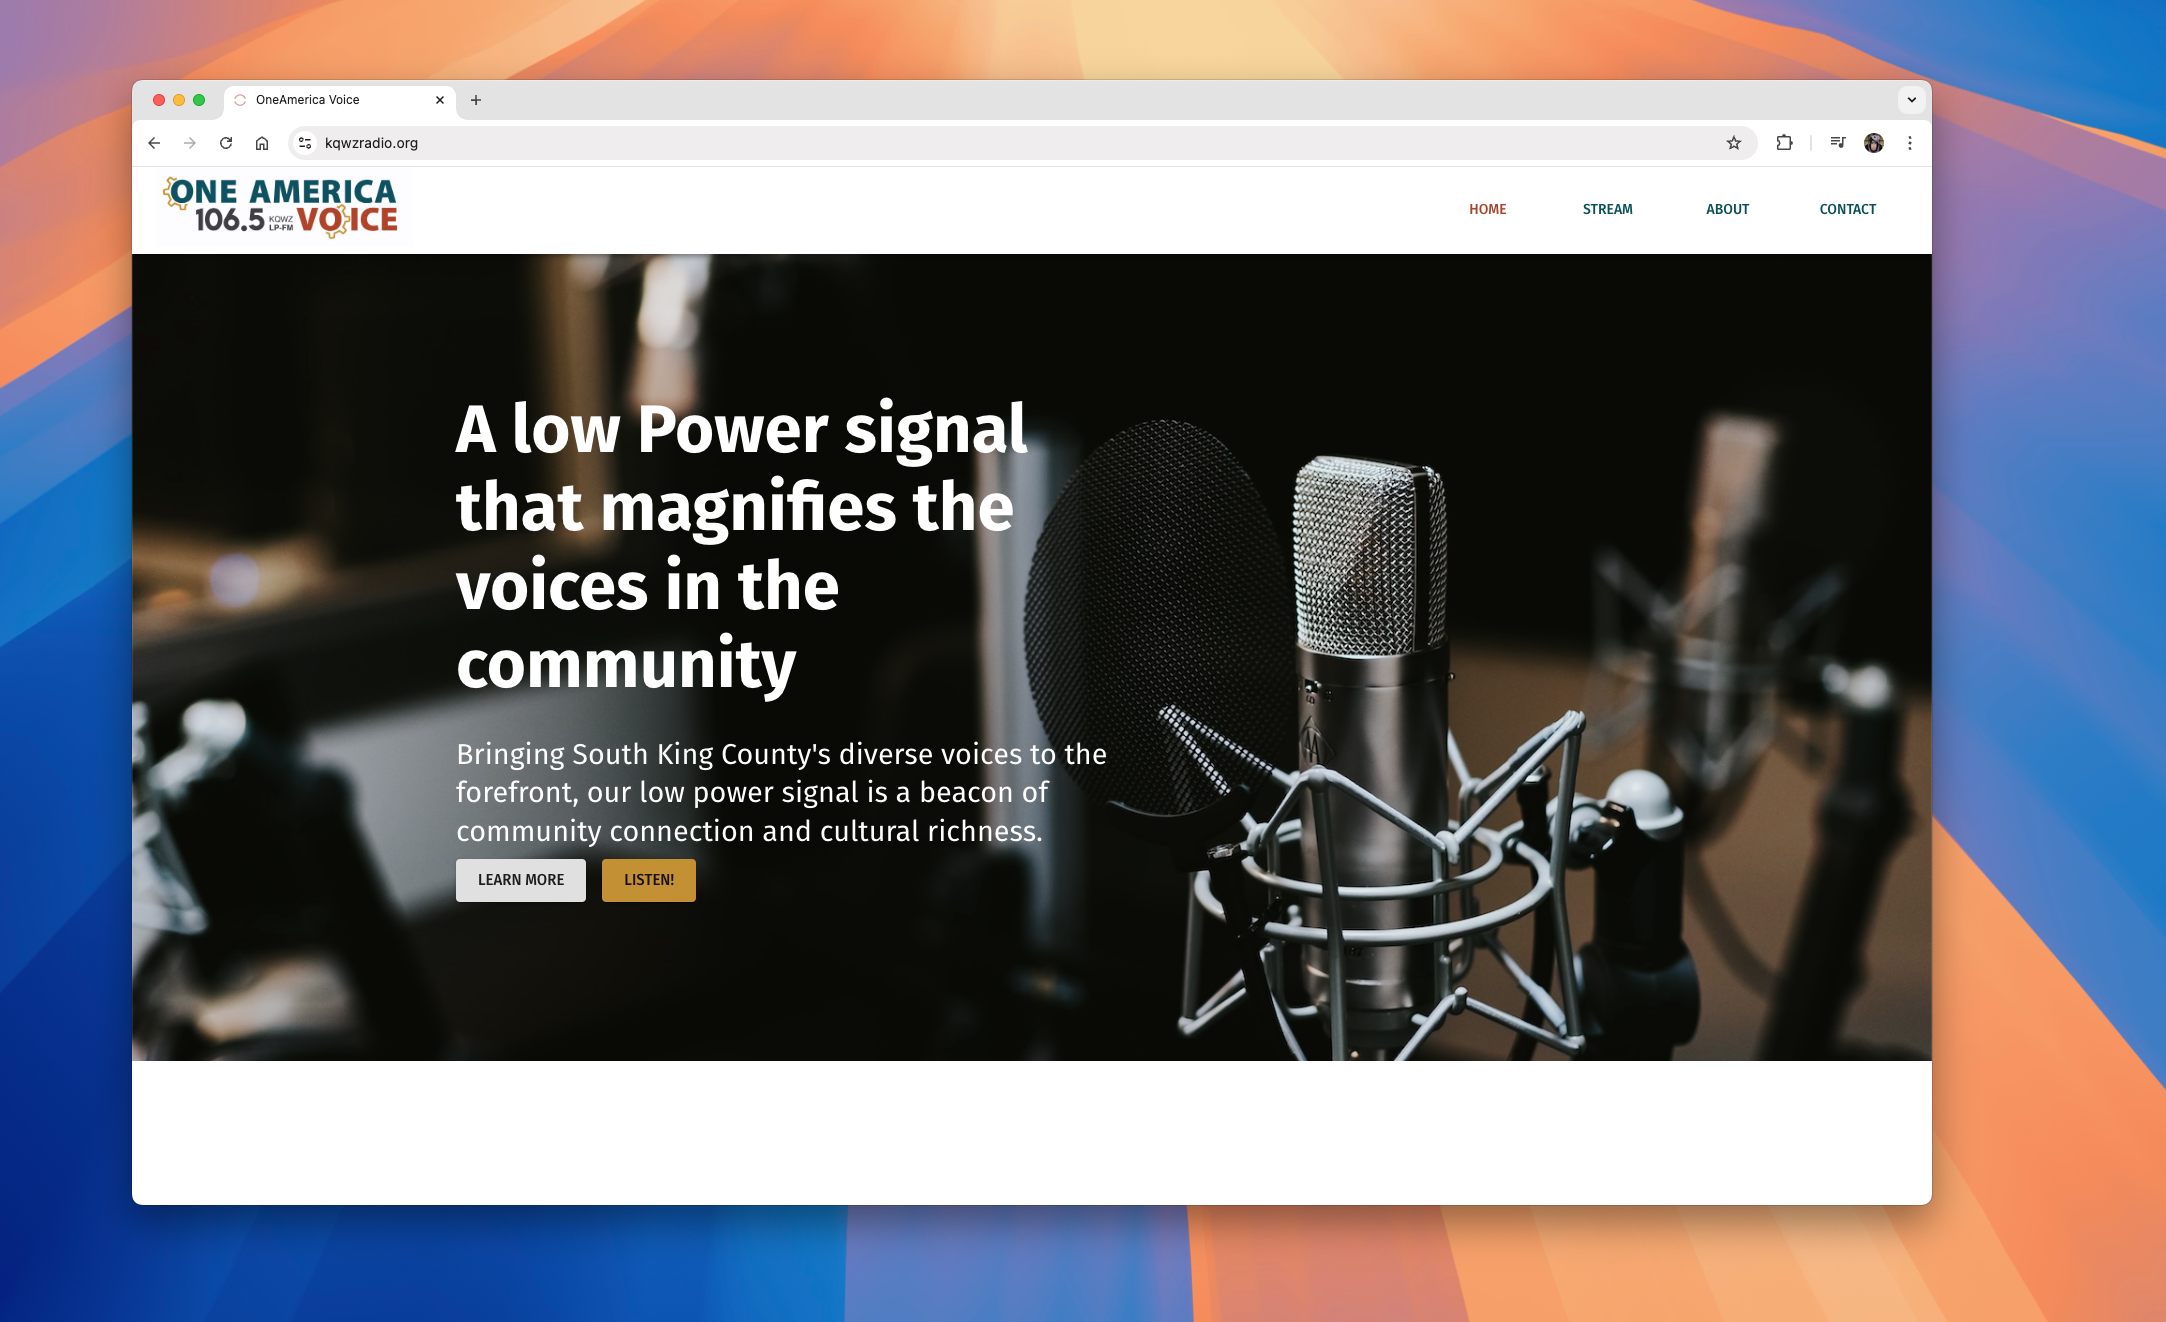 OneAmerica Voice
kqwzradio.org
ONE AMERICA
106.5 KQWZ LP-FM VOICE
HOME STREAM ABOUT CONTACT
A low Power signal
that magnifies the
voices in the
community
Bringing South King County's diverse voices to the
forefront, our low power signal is a beacon of
community connection and cultural richness.
LEARN MORE LISTEN!